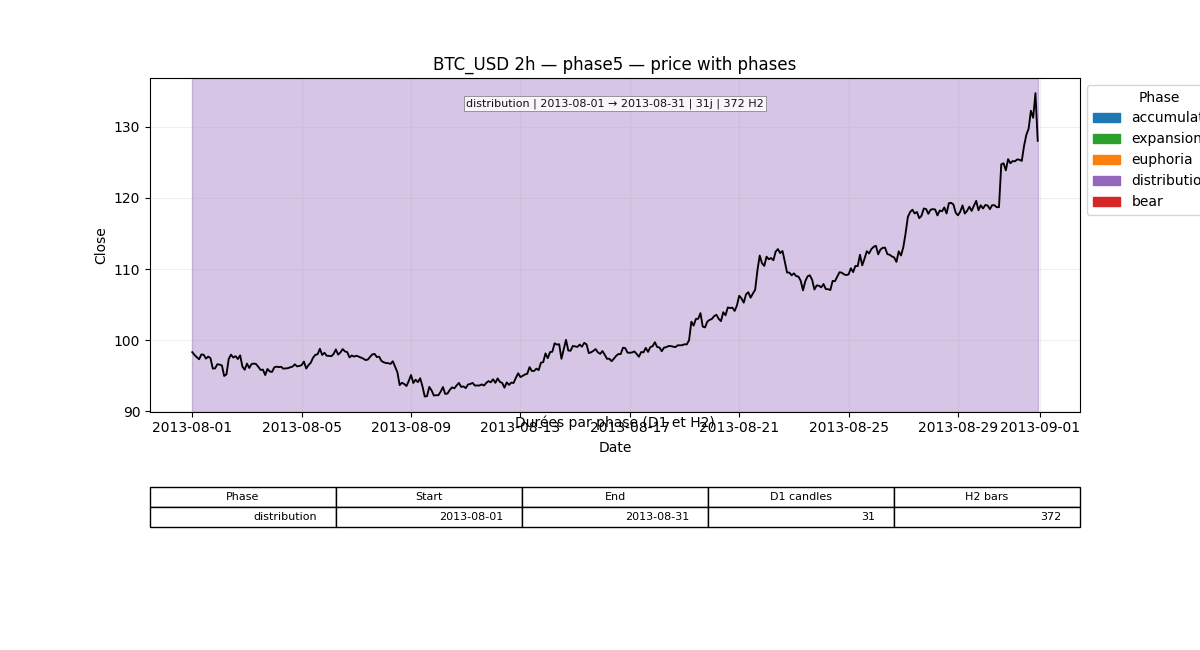 BTC_USD 2h — phase5 — price with phases
distribution | 2013-08-01 → 2013-08-31 | 31j | 372 H2
Phase
accumulat
expansion
euphoria
distributio
bear
Close
130
120
110
100
90
2013-08-01 2013-08-05 2013-08-09 2013-08-13 2013-08-17 2013-08-21 2013-08-25 2013-08-29 2013-09-01
Durées par phase (D1 et H2)
Date
Phase Start End D1 candles H2 bars
distribution 2013-08-01 2013-08-31 31 372